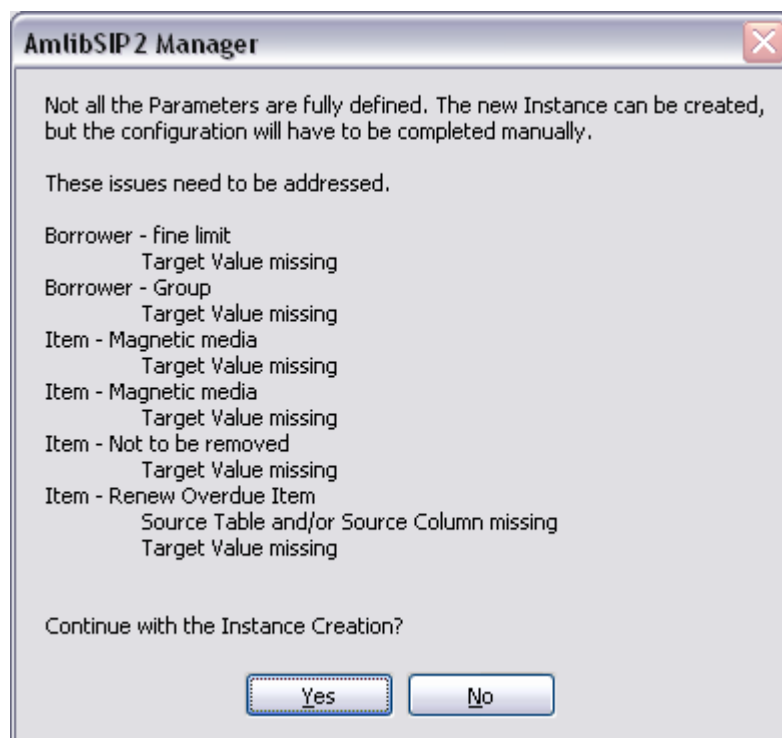 AmlibSIP2 Manager
Not all the Parameters are fully defined. The new Instance can be created,
but the configuration will have to be completed manually.
These issues need to be addressed.
Borrower - fine limit
Target Value missing
Borrower - Group
Target Value missing
Item - Magnetic media
Target Value missing
Item - Magnetic media
Target Value missing
Item - Not to be removed
Target Value missing
Item - Renew Overdue Item
Source Table and/or Source Column missing
Target Value missing
Continue with the Instance Creation?
Yes No